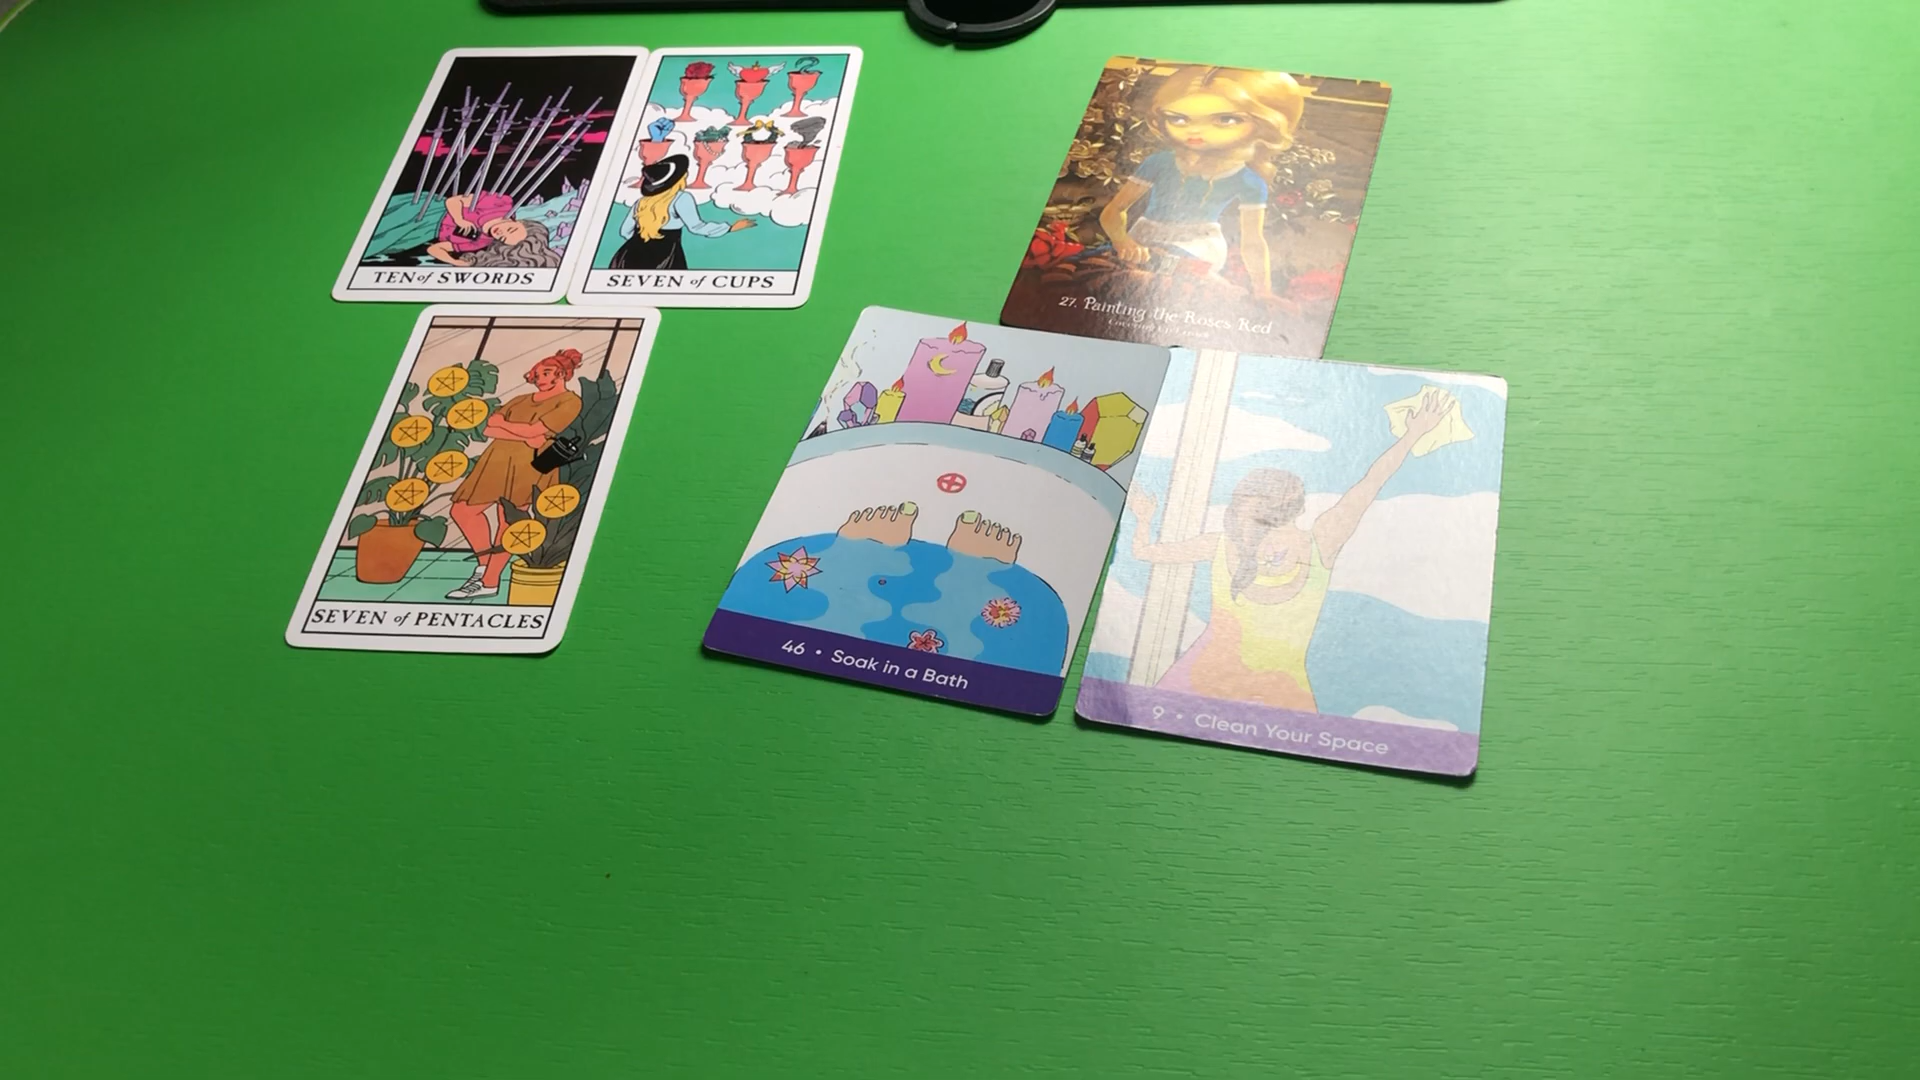 TEN of SWORDS
SEVEN of CUPS
27. Painting the Roses Red
SEVEN of PENTACLES
46 • Soak in a Bath
9 • Clean Your Space